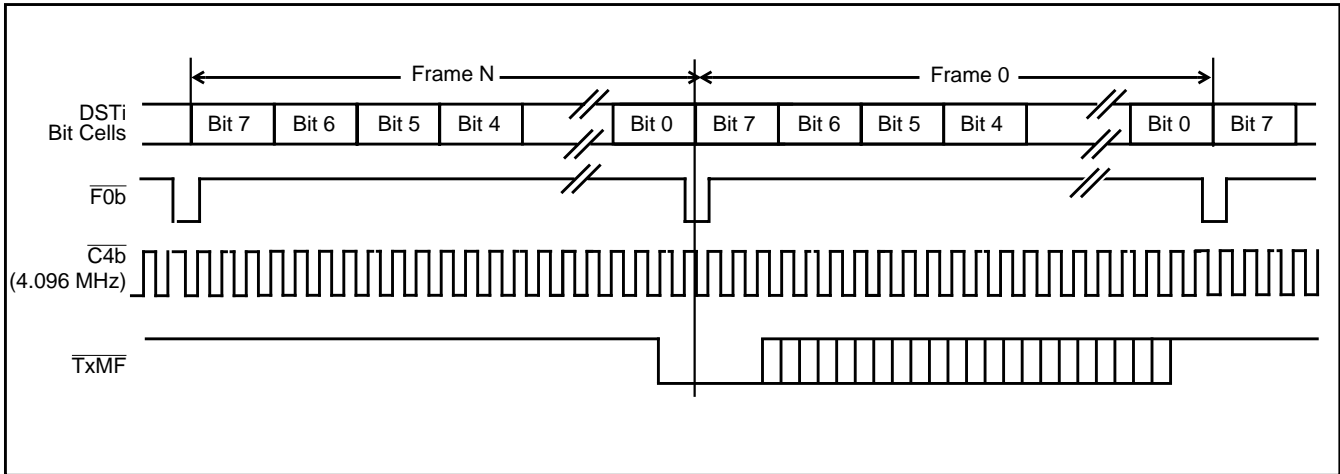 Frame N Frame 0
DSTi
Bit Cells
Bit 7 Bit 6 Bit 5 Bit 4 Bit 0 Bit 7 Bit 6 Bit 5 Bit 4 Bit 0 Bit 7
F0b
C4b
(4.096 MHz)
TxMF